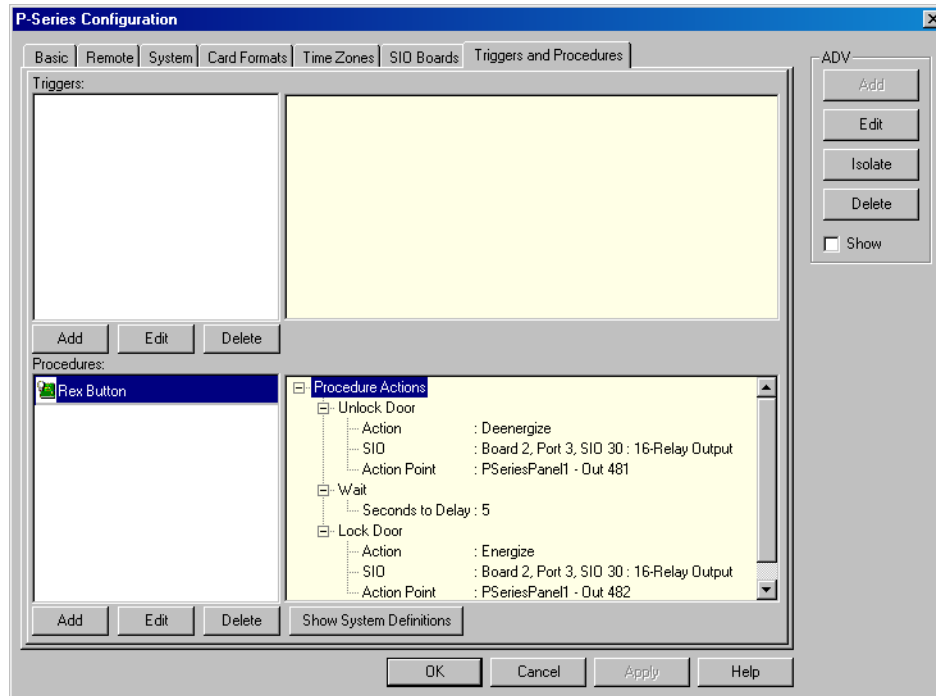 P-Series Configuration
Basic Remote System Card Formats Time Zones SIO Boards Triggers and Procedures
Triggers:
Add Edit Delete
Procedures:
Rex Button
Procedure Actions
Unlock Door
Action : Deenergize
SIO : Board 2, Port 3, SIO 30 : 16-Relay Output
Action Point : PSeriesPanel1 - Out 481
Wait
Seconds to Delay : 5
Lock Door
Action : Energize
SIO : Board 2, Port 3, SIO 30 : 16-Relay Output
Action Point : PSeriesPanel1 - Out 482
Add Edit Delete Show System Definitions
ADV
Add
Edit
Isolate
Delete
Show
OK Cancel Apply Help